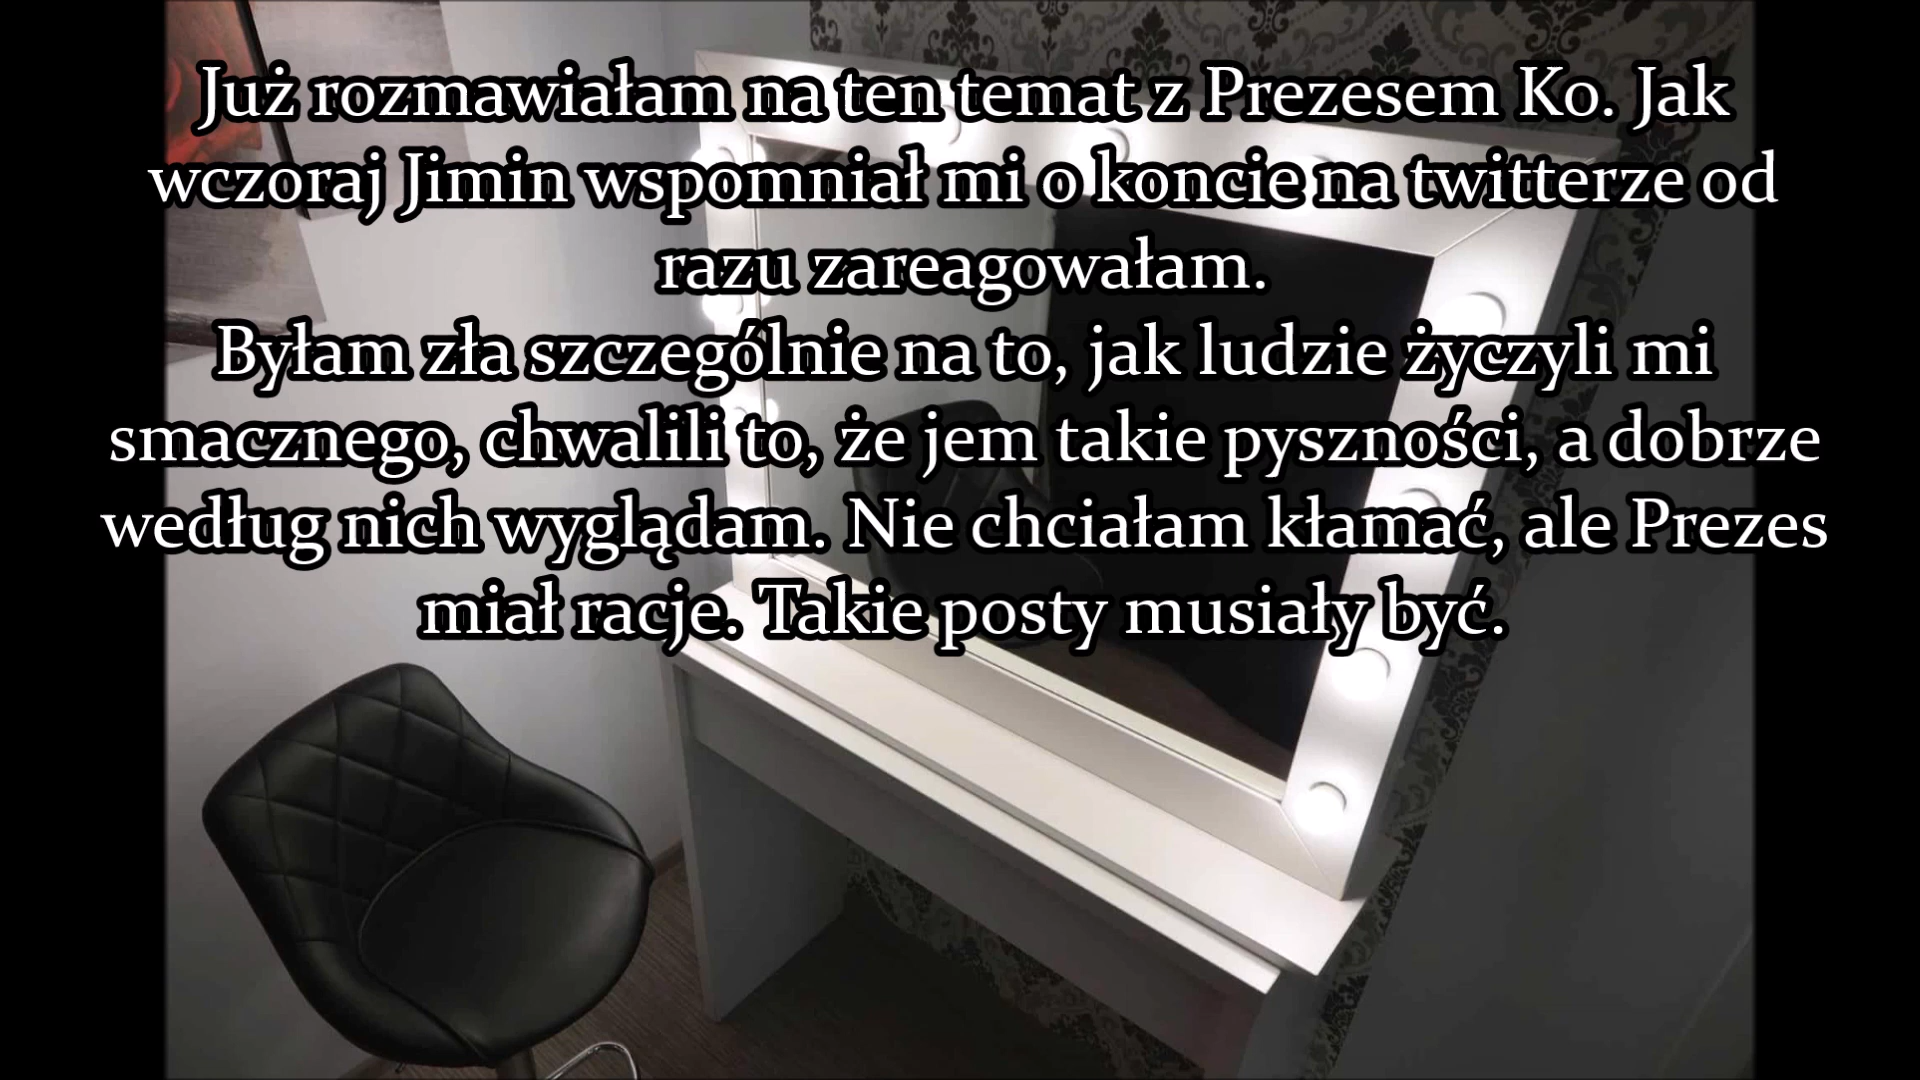 Już rozmawiałam na ten temat z Prezesem Ko. Jak
wczoraj Jimin wspomniał mi o koncie na twitterze od
razu zareagowałam.
Byłam zła szczególnie na to, jak ludzie życzyli mi
smacznego, chwalili to, że jem takie pyszności, a dobrze
według nich wyglądam. Nie chciałam kłamać, ale Prezes
miał racje. Takie posty musiały być.